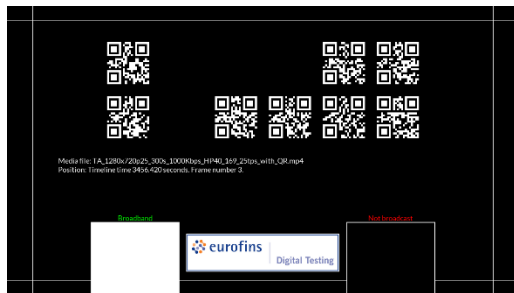 Media file: TA_1280x720p25_300s_1000Kbps_HP40_169_25fps_with_QR.mp4
Position: Timeline time 3456.420 seconds. Frame number 3.
Broadband
Not broadcast
eurofins
Digital Testing